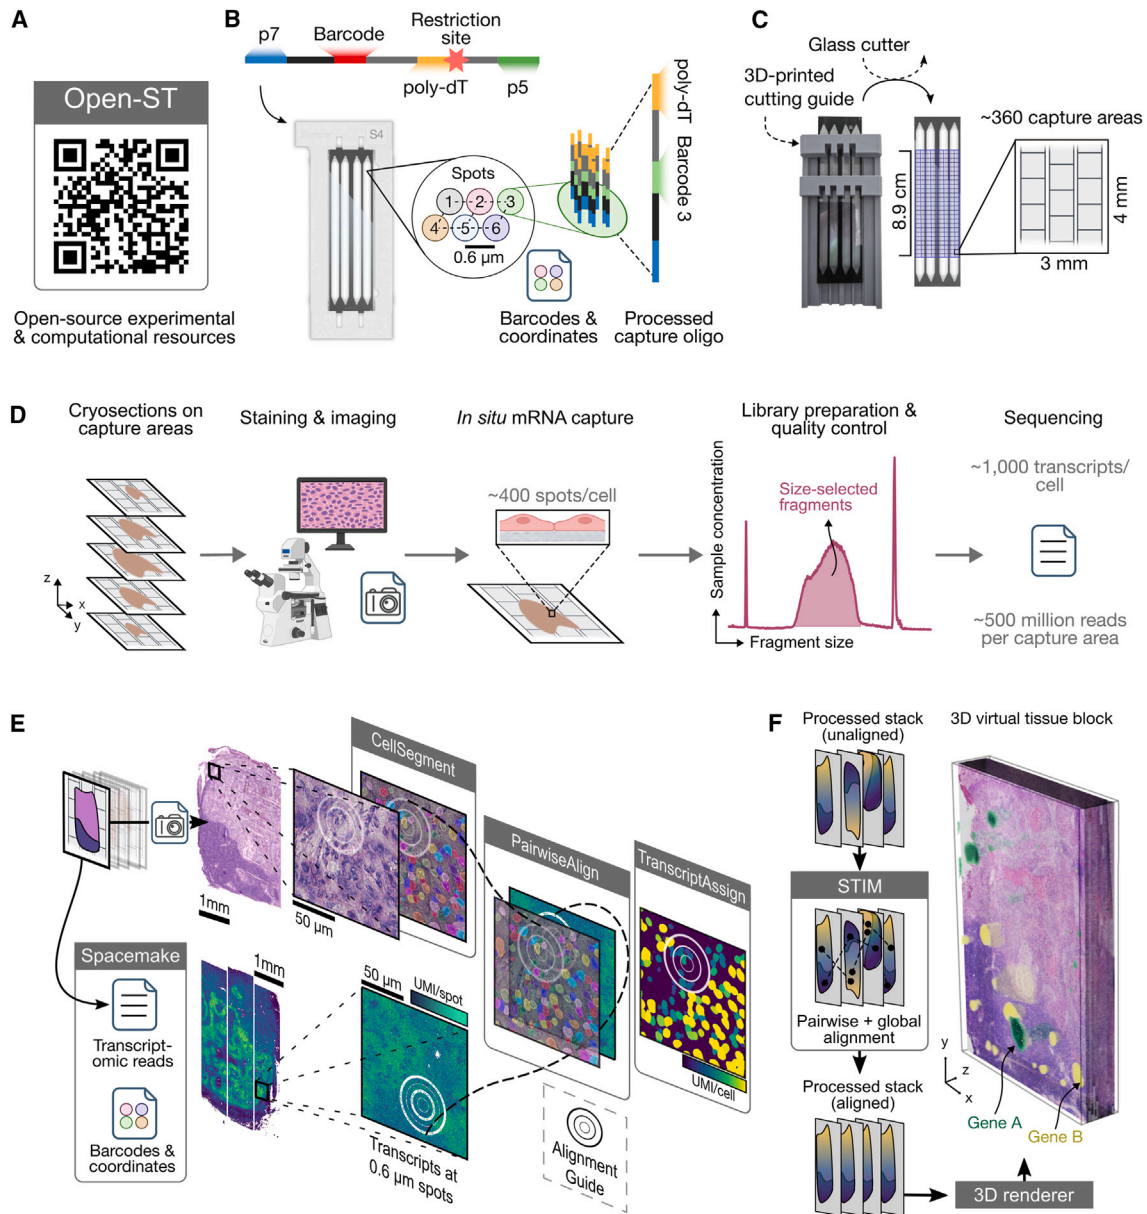 A
Open-ST
Open-source experimental
& computational resources
B
p7
Barcode
Restriction
site
poly-dT
p5
S4
Spots
1
2
3
4
5
6
0.6 µm
Barcodes &
coordinates
poly-dT
Barcode 3
Processed
capture oligo
C
Glass cutter
3D-printed
cutting guide
8.9 cm
~360 capture areas
4 mm
3 mm
D
Cryosections on
capture areas
z
x
y
Staining & imaging
In situ mRNA capture
~400 spots/cell
Library preparation &
quality control
Sample concentration
Size-selected
fragments
Fragment size
Sequencing
~1,000 transcripts/
cell
~500 million reads
per capture area
E
CellSegment
1mm
50 µm
PairwiseAlign
TranscriptAssign
Spacemake
Transcript-
omic reads
Barcodes &
coordinates
1mm
50 µm
UMI/spot
Transcripts at
0.6 µm spots
UMI/cell
Alignment
Guide
F
Processed stack
(unaligned)
3D virtual tissue block
STIM
Pairwise + global
alignment
Processed stack
(aligned)
y
z
x
Gene A
Gene B
3D renderer